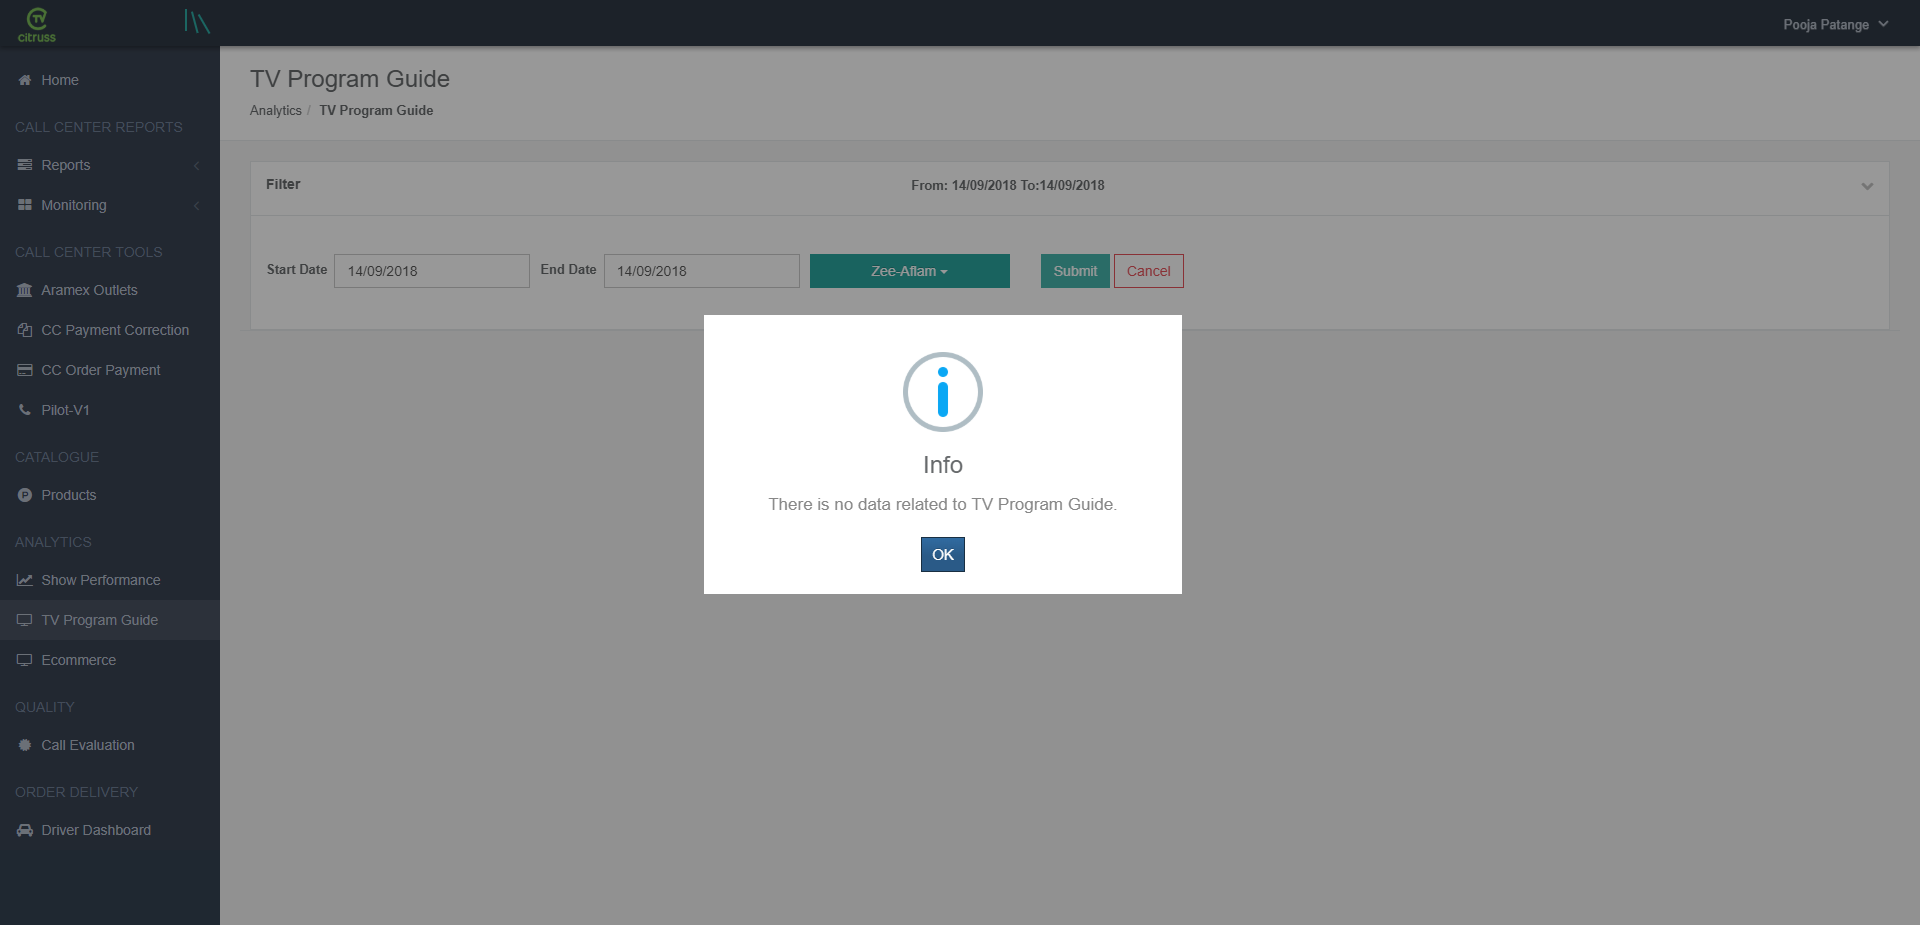 TV
citruss
Pooja Patange
Home
CALL CENTER REPORTS
Reports
Monitoring
CALL CENTER TOOLS
Aramex Outlets
CC Payment Correction
CC Order Payment
Pilot-V1
CATALOGUE
P Products
ANALYTICS
Show Performance
TV Program Guide
Ecommerce
QUALITY
Call Evaluation
ORDER DELIVERY
Driver Dashboard
TV Program Guide
Analytics / TV Program Guide
Filter From: 14/09/2018 To:14/09/2018
Start Date 14/09/2018 End Date 14/09/2018 Zee-Aflam Submit Cancel
Info
There is no data related to TV Program Guide.
OK